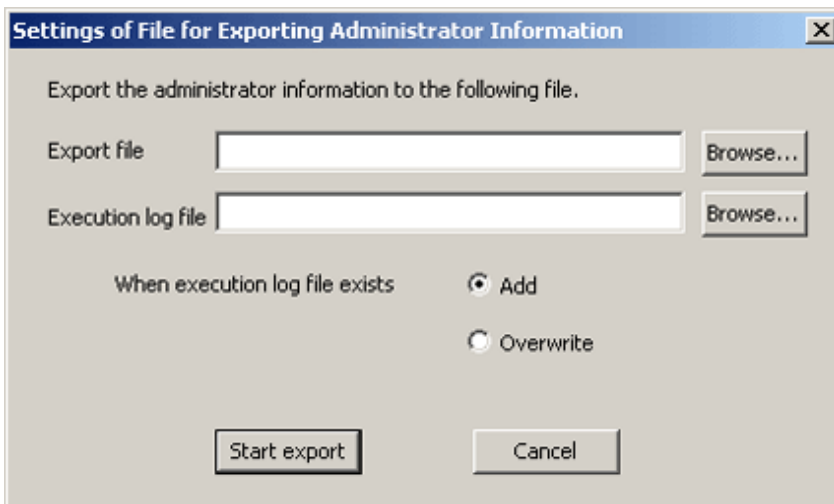 Settings of File for Exporting Administrator Information
Export the administrator information to the following file.
Export file
Browse...
Execution log file
Browse...
When execution log file exists
Add
Overwrite
Start export
Cancel